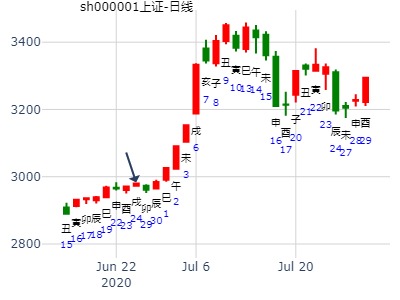 sh000001上证-日线
3400
3200
3000
2800
丑 寅 卯 辰 巳 申 酉 戌 卯 辰 巳 午 未 戌 亥 子 丑 寅 巳 午 未 申 酉 子 丑 寅 卯 辰 未 申 酉
15 16 17 18 19 22 23 24 29 30 1 2 3 6 7 8 9 10 13 14 15 16 17 20 21 22 23 24 27 28 29
Jun 22 Jul 6 Jul 20
2020